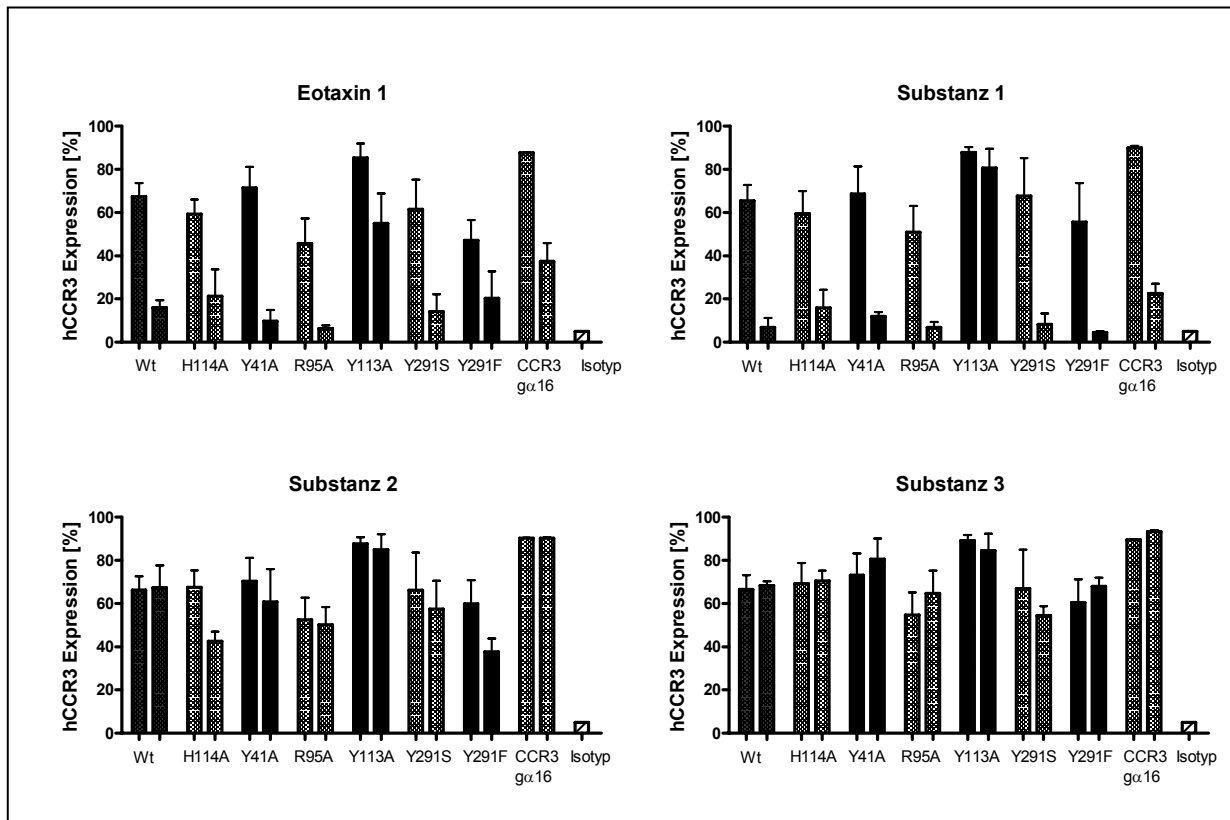 Eotaxin 1
hCCR3 Expression [%]
100
80
60
40
20
0
Wt H114A Y41A R95A Y113A Y291S Y291F CCR3 Isotyp
gα16
Substanz 1
hCCR3 Expression [%]
100
80
60
40
20
0
Wt H114A Y41A R95A Y113A Y291S Y291F CCR3 Isotyp
gα16
Substanz 2
hCCR3 Expression [%]
100
80
60
40
20
0
Wt H114A Y41A R95A Y113A Y291S Y291F CCR3 Isotyp
gα16
Substanz 3
hCCR3 Expression [%]
100
80
60
40
20
0
Wt H114A Y41A R95A Y113A Y291S Y291F CCR3 Isotyp
gα16